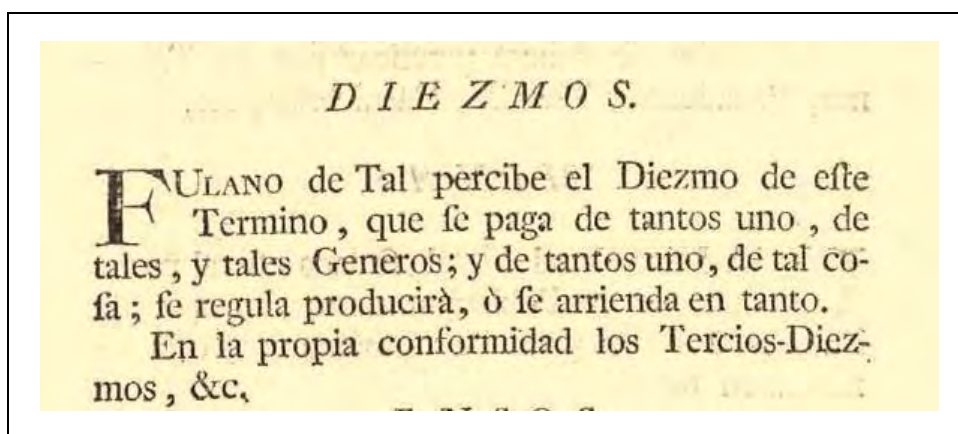 DIEZMOS.
FULANO de Tal percibe el Diezmo de eſte
Termino, que ſe paga de tantos uno, de
tales, y tales Generos; y de tantos uno, de tal co-
ſa; ſe regula producirà, ò ſe arrienda en tanto.
En la propia conformidad los Tercios-Diez-
mos, &c.